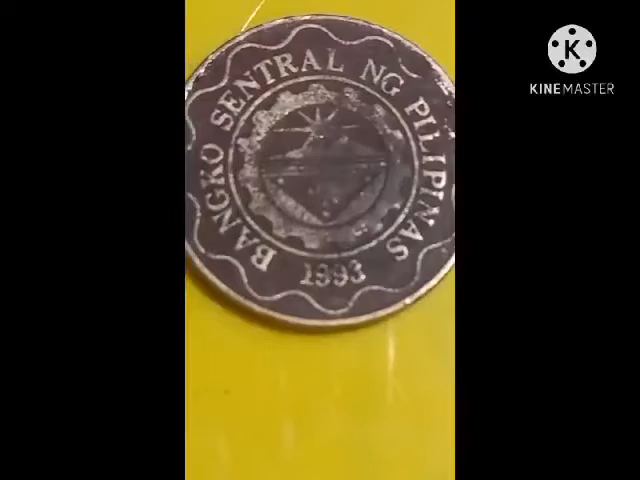 BANGKO SENTRAL NG PILIPINAS
1993
K
KINEMASTER